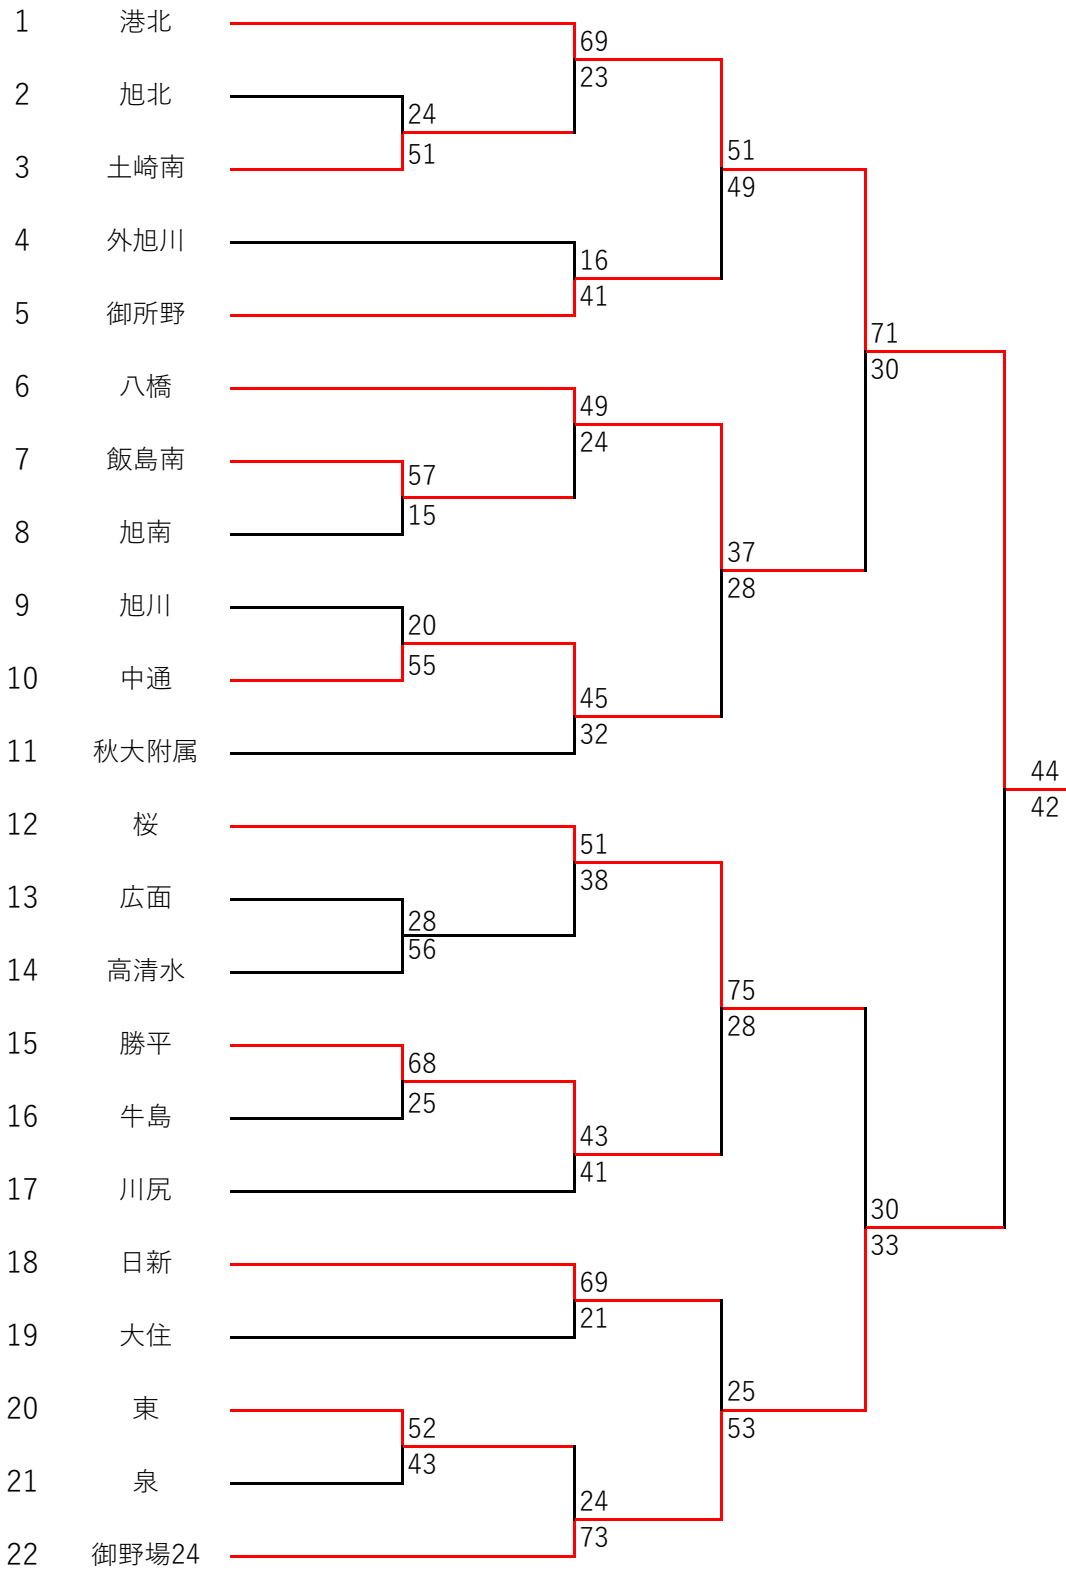 1 港北
69
23
2 旭北
24
51
3 土崎南
51
49
4 外旭川
16
41
5 御所野
71
30
6 八橋
49
24
7 飯島南
57
15
8 旭南
37
28
9 旭川
20
55
10 中通
45
32
11 秋大附属
44
42
12 桜
51
38
13 広面
28
56
14 高清水
75
28
15 勝平
68
25
16 牛島
43
41
17 川尻
30
33
18 日新
69
21
19 大住
25
53
20 東
52
43
21 泉
24
73
22 御野場24